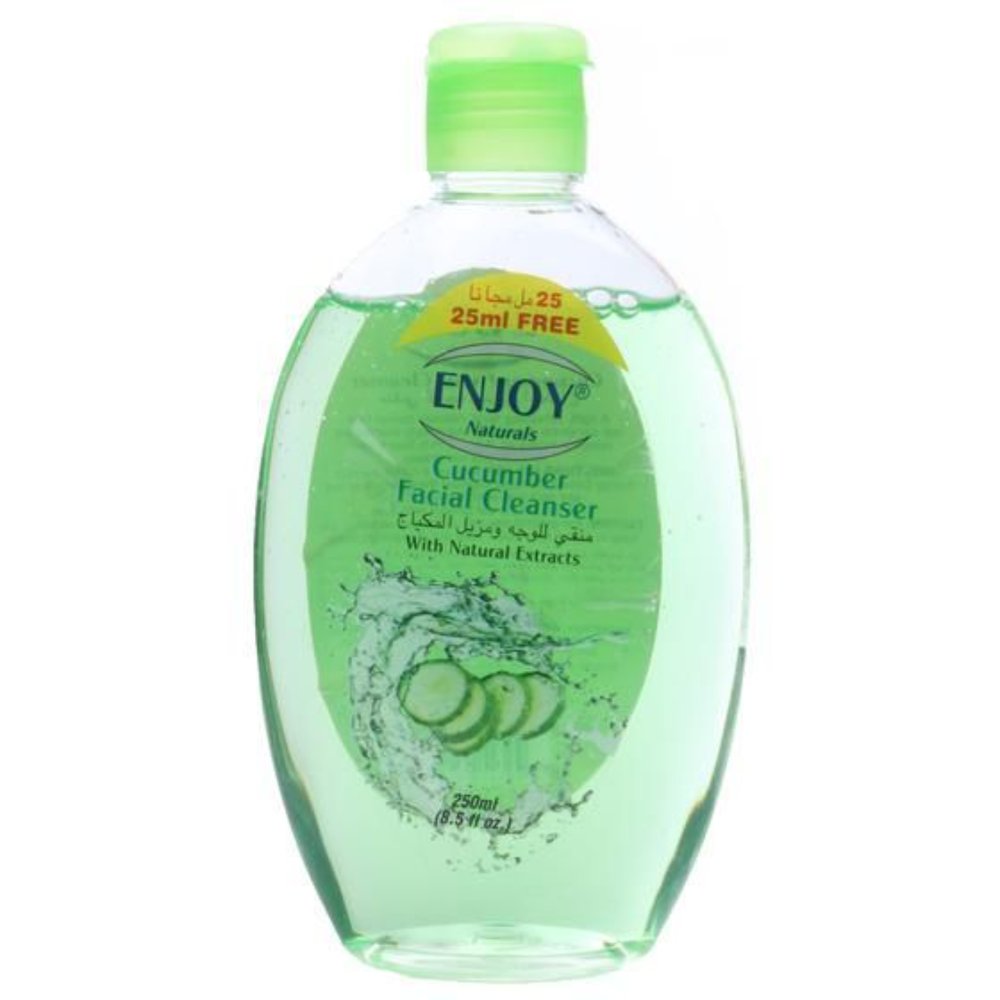 25 مل مجانا
25ml FREE
ENJOY®
Naturals
Cucumber
Facial Cleanser
منقي للوجه ومزيل المكياج
With Natural Extracts
250ml
(8.5 fl oz.)